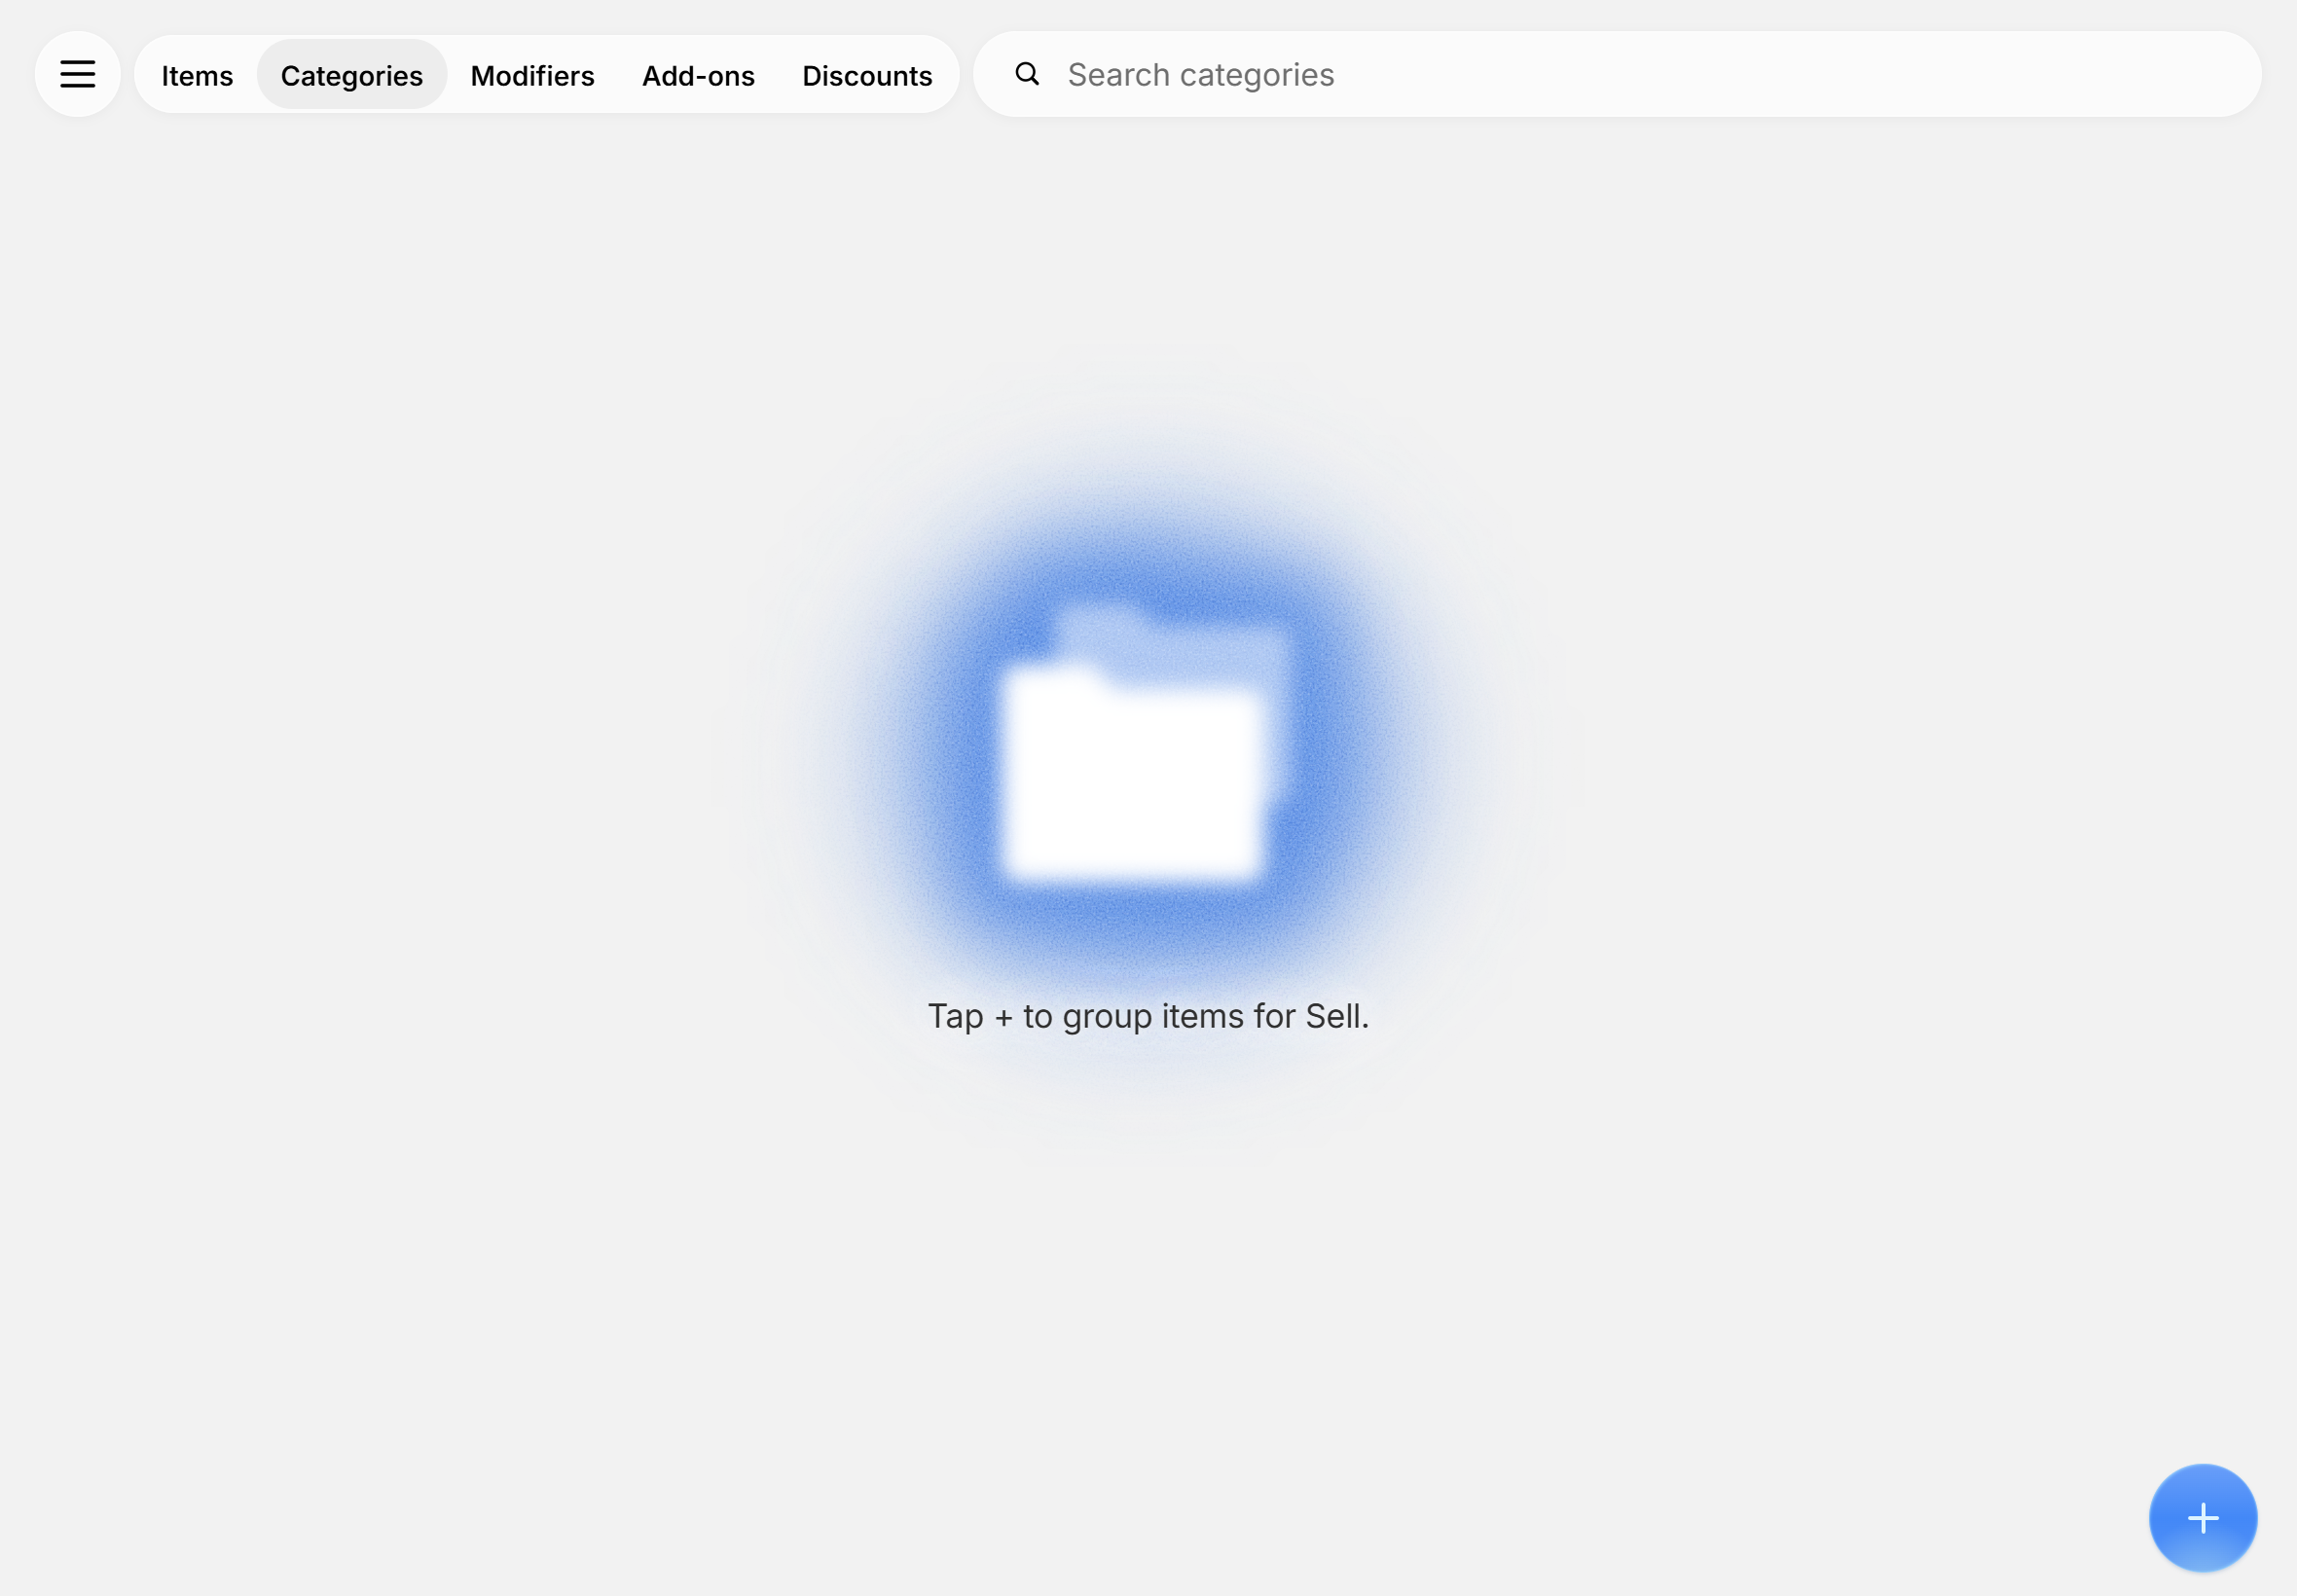 Items
Categories
Modifiers
Add-ons
Discounts
Search categories
Tap + to group items for Sell.